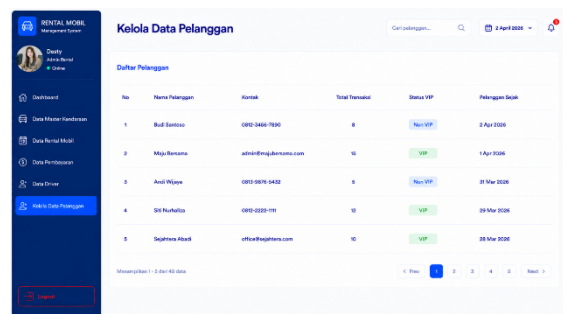 RENTAL MOBIL
Management System
Desty
Admin Rental
Online
Dashboard
Data Master Kendaraan
Data Rental Mobil
Data Pembayaran
Data Driver
Kelola Data Pelanggan
Logout
Kelola Data Pelanggan
Cari pelanggan...
2 April 2026
Daftar Pelanggan
No Nama Pelanggan Kontak Total Transaksi Status VIP Pelanggan Sejak
1 Budi Santoso 0812-3456-7890 8 Non VIP 2 Apr 2026
2 Maju Bersama admin@majubersama.com 15 VIP 1 Apr 2026
3 Andi Wijaya 0813-9876-5432 5 Non VIP 31 Mar 2026
4 Siti Nurhaliza 0812-2222-1111 12 VIP 29 Mar 2026
5 Sejahtera Abadi office@sejahtera.com 10 VIP 28 Mar 2026
Menampilkan 1 - 5 dari 48 data
< Prev 1 2 3 4 5 Next >